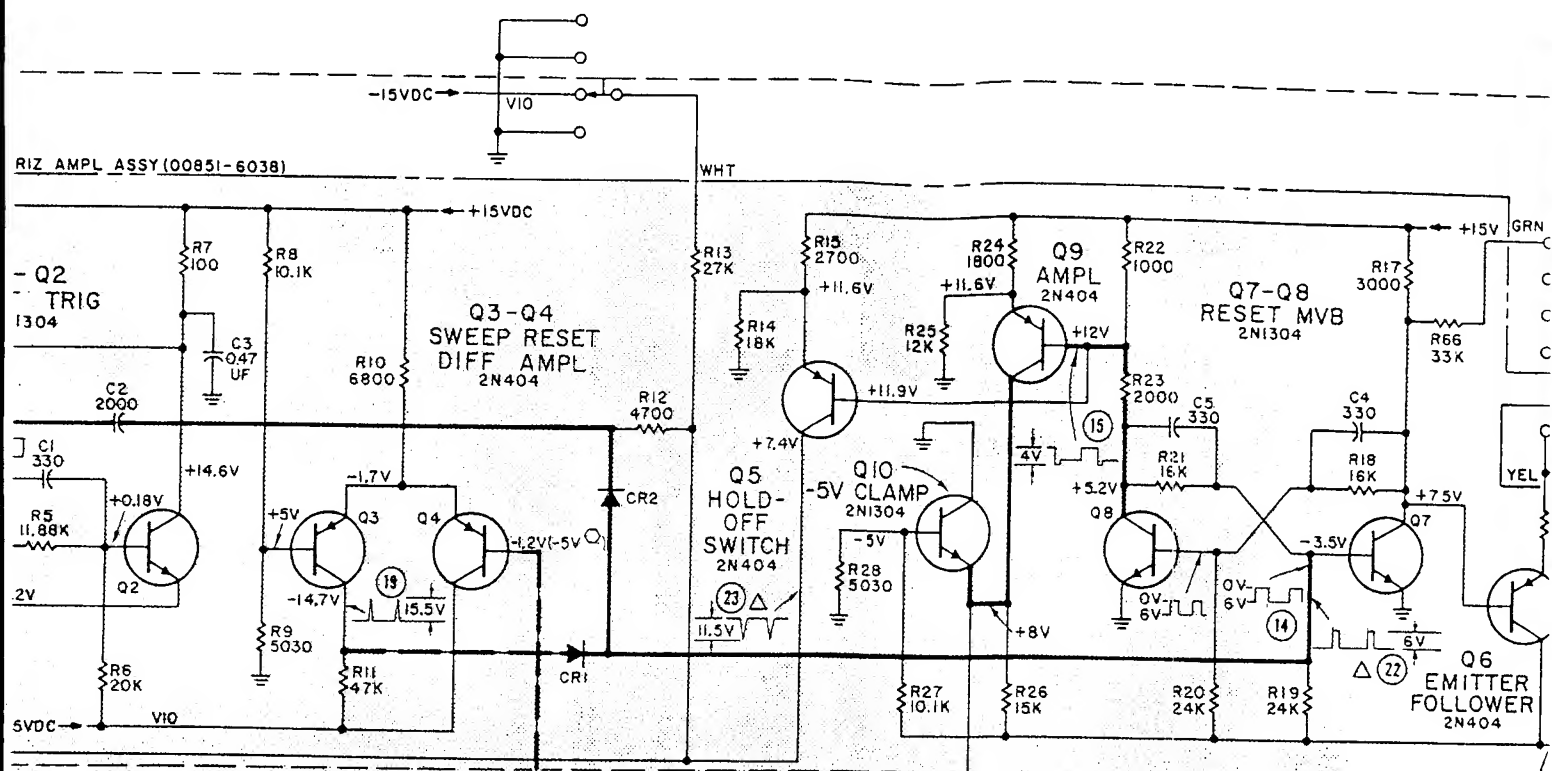 -15VDC
V10
RIZ AMPL ASSY (00851-6038)
WHT
+15VDC
+15V
GRN
- Q2
- TRIG
1304
R7
100
C3
0.47
UF
R8
10.1K
Q3-Q4
SWEEP RESET
DIFF AMPL
2N404
R10
6800
R13
27K
R12
4700
R15
2700
+11.6V
R14
18K
R24
1800
+11.6V
R25
12K
Q9
AMPL
2N404
+12V
R22
1000
Q7-Q8
RESET MVB
2N1304
R17
3000
R66
33K
C2
2000
C1
330
+14.6V
+0.18V
R5
11.88K
Q2
.2V
R6
20K
5VDC
V10
+5V
R9
5030
-1.7V
Q3
Q4
-1.2V(-5V
-14.7V
19
15.5V
R11
47K
CR1
CR2
+11.9V
+7.4V
Q5
HOLD-
OFF
SWITCH
2N404
23
11.5V
Q10
-5V CLAMP
2N1304
-5V
R28
5030
R27
10.1K
+8V
R26
15K
4V
15
R23
2000
C5
330
R21
16K
+5.2V
Q8
C4
330
R18
16K
+7.5V
Q7
-3.5V
0V
6V
0V
6V
14
22
6V
R20
24K
R19
24K
YEL
Q6
EMITTER
FOLLOWER
2N404